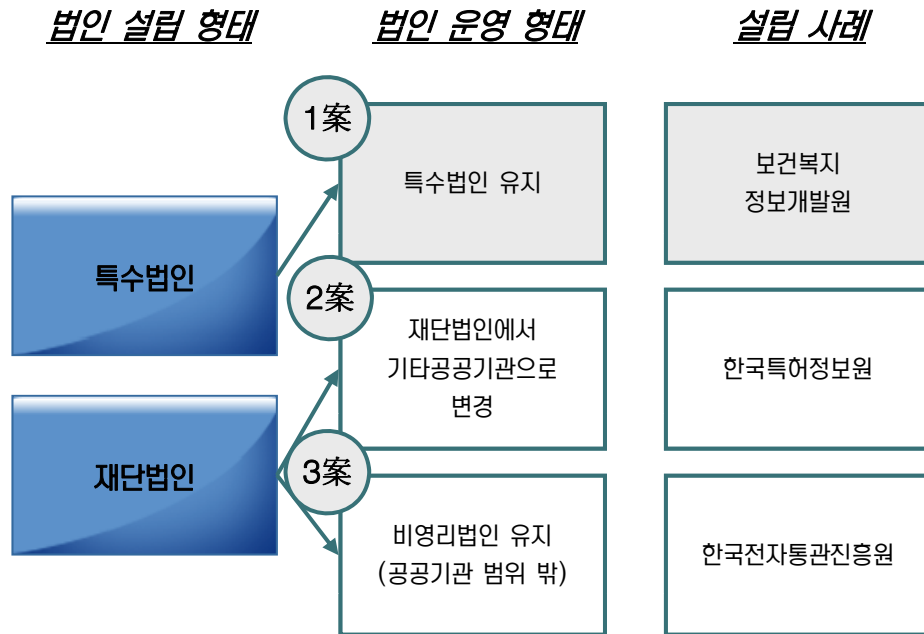 법인 설립 형태
법인 운영 형태
설립 사례
특수법인
재단법인
1案
특수법인 유지
보건복지
정보개발원
2案
재단법인에서
기타공공기관으로
변경
한국특허정보원
3案
비영리법인 유지
(공공기관 범위 밖)
한국전자통관진흥원